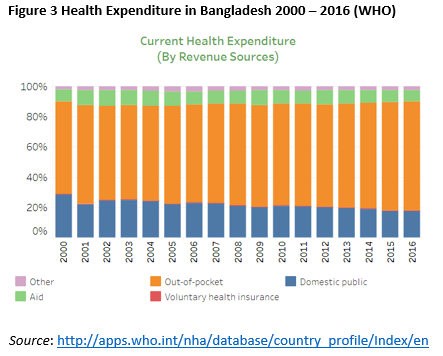 Figure 3 Health Expenditure in Bangladesh 2000 – 2016 (WHO)
Current Health Expenditure
(By Revenue Sources)
100%
80%
60%
40%
20%
0%
2000 2001 2002 2003 2004 2005 2006 2007 2008 2009 2010 2011 2012 2013 2014 2015 2016
Other Out-of-pocket Domestic public
Aid Voluntary health insurance
Source: http://apps.who.int/nha/database/country_profile/Index/en